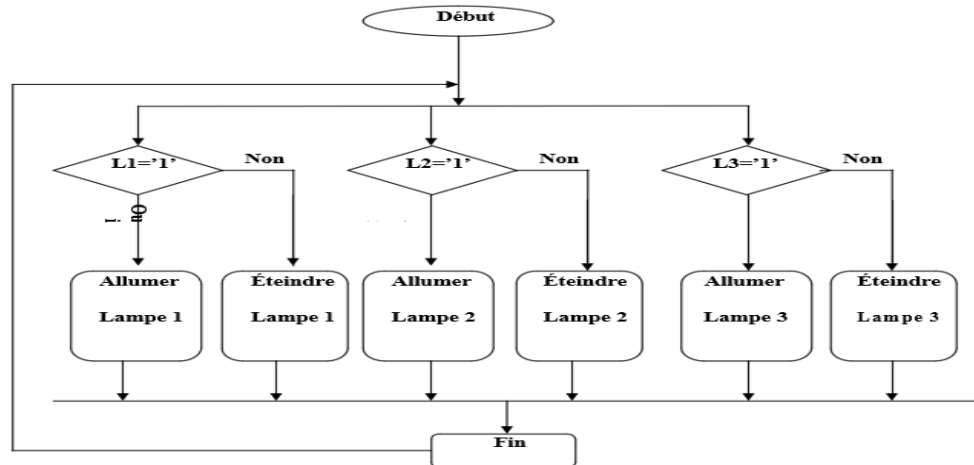 Début
L1='1'
Non
L2='1'
Non
L3='1'
Non
Oui
Allumer
Lampe 1
Éteindre
Lampe 1
Allumer
Lampe 2
Éteindre
Lampe 2
Allumer
Lampe 3
Éteindre
Lampe 3
Fin